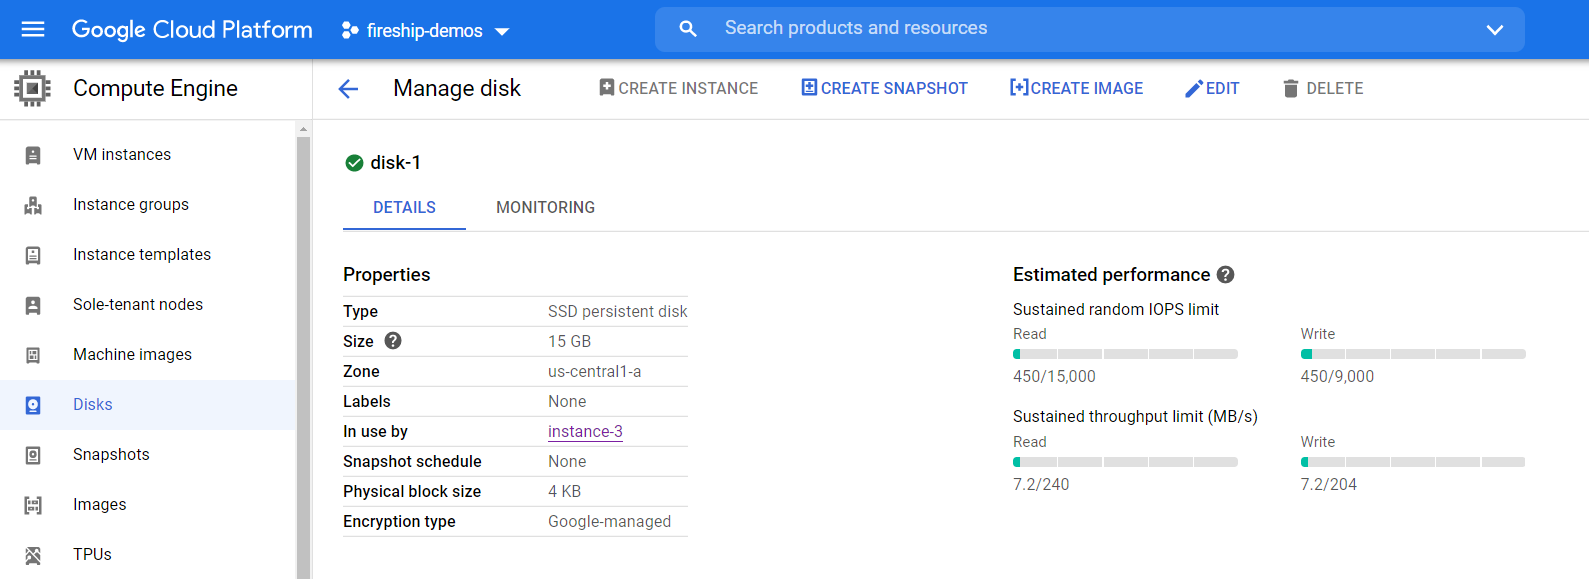 Google Cloud Platform
fireship-demos
Search products and resources
Compute Engine
Manage disk
CREATE INSTANCE
CREATE SNAPSHOT
CREATE IMAGE
EDIT
DELETE
VM instances
Instance groups
Instance templates
Sole-tenant nodes
Machine images
Disks
Snapshots
Images
TPUs
disk-1
DETAILS
MONITORING
Properties
Type SSD persistent disk
Size ? 15 GB
Zone us-central1-a
Labels None
In use by instance-3
Snapshot schedule None
Physical block size 4 KB
Encryption type Google-managed
Estimated performance ?
Sustained random IOPS limit
Read Write
450/15,000 450/9,000
Sustained throughput limit (MB/s)
Read Write
7.2/240 7.2/204